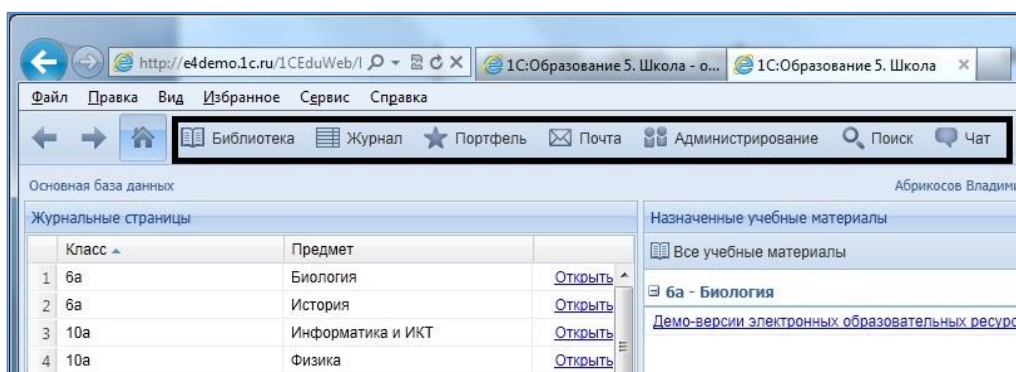 http://e4demo.1c.ru/1CEduWeb/ 1С:Образование 5. Школа - о... 1С:Образование 5. Школа
Файл Правка Вид Избранное Сервис Справка
Библиотека Журнал Портфель Почта Администрирование Поиск Чат
Основная база данных Абрикосов Владими
Журнальные страницы Назначенные учебные материалы
Класс Предмет Все учебные материалы
1 6а Биология Открыть 6а - Биология
2 6а История Открыть Демо-версии электронных образовательных ресурс
3 10а Информатика и ИКТ Открыть
4 10а Физика Открыть